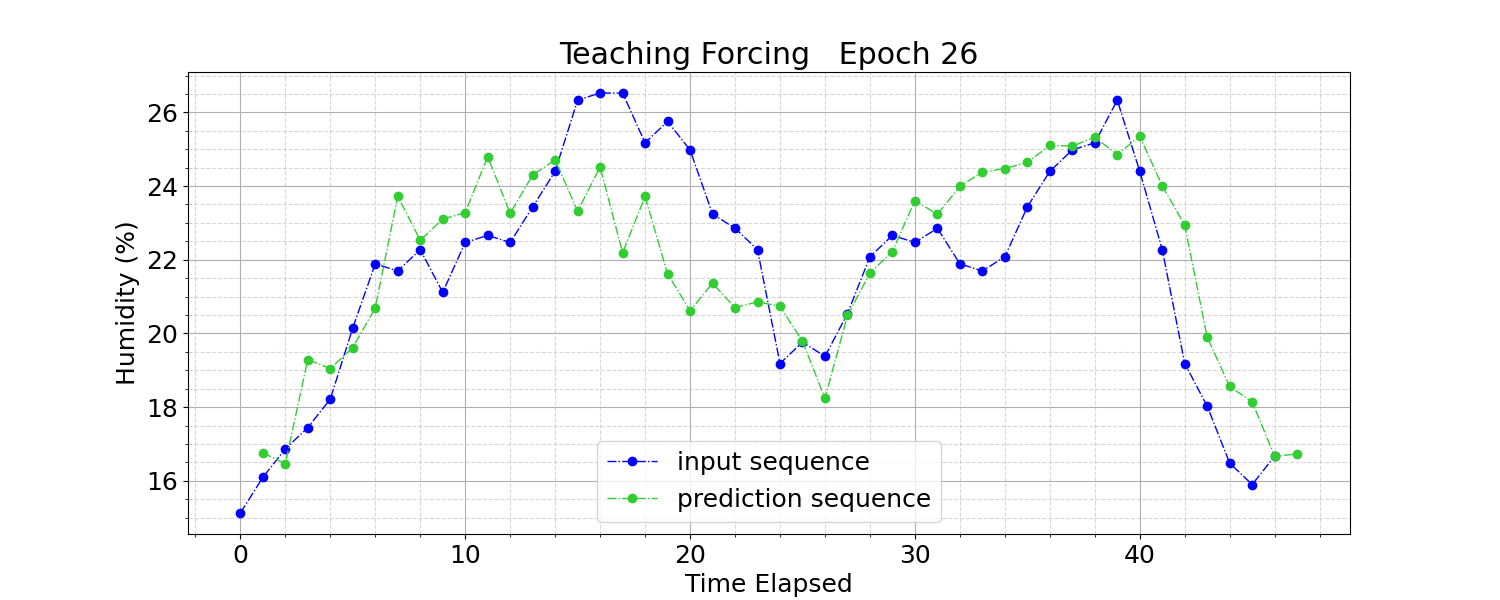 Teaching Forcing   Epoch 26
Humidity (%)
26
24
22
20
18
16
input sequence
prediction sequence
0 10 20 30 40
Time Elapsed